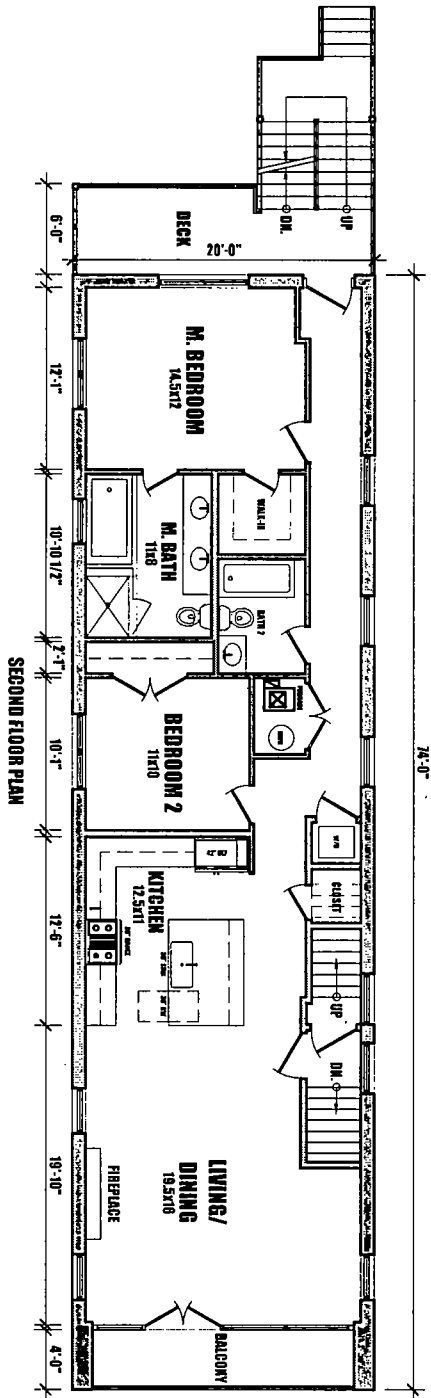 UP
DN.
DECK
20'-0"
6'-0"
M. BEDROOM
14.5x12
12'-1"
WALK-IN
M. BATH
11x8
BATH 2
10'-10 1/2"
2'-1"
BEDROOM 2
11x10
10'-1"
74'-0"
W/D
CLOSET
UP
DN.
KITCHEN
12.5x11
12'-6"
LIVING/
DINING
19.5x16
FIREPLACE
19'-10"
BALCONY
4'-0"
SECOND FLOOR PLAN